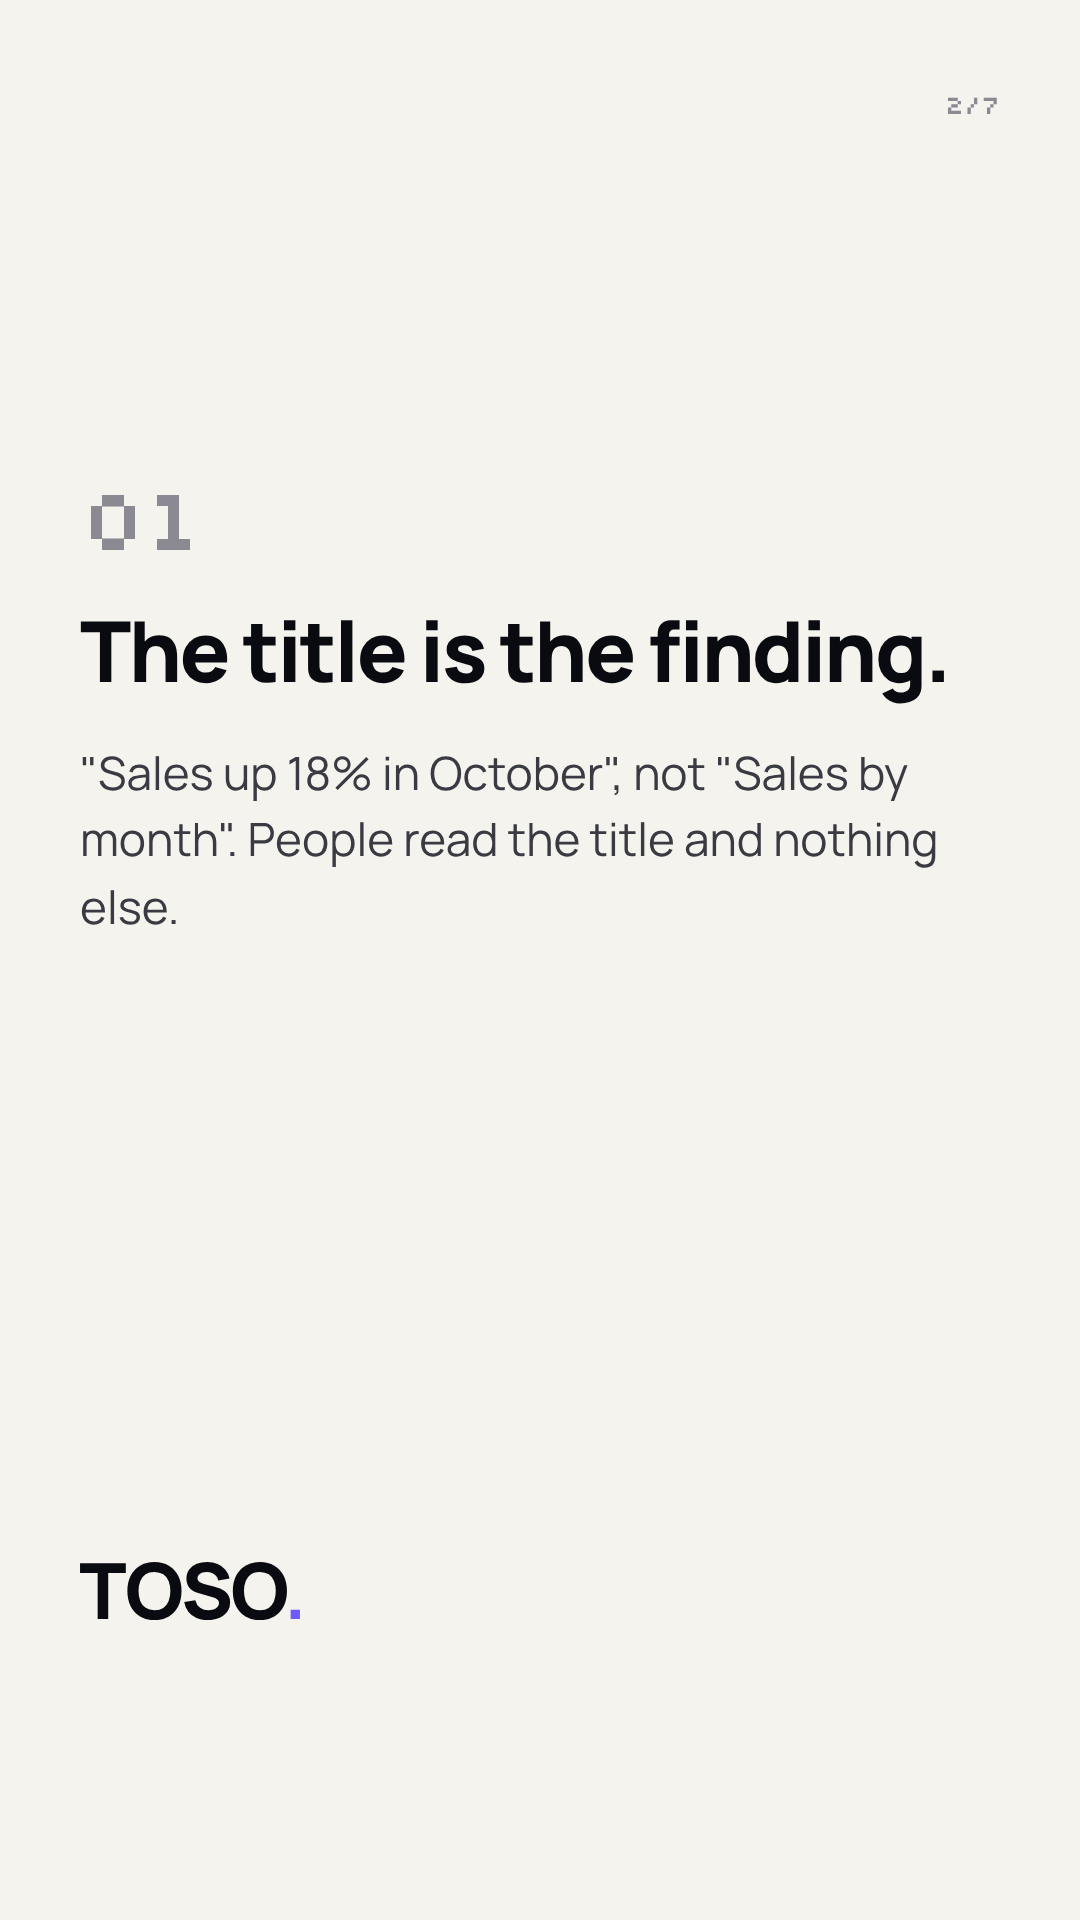 2/7
01
The title is the finding.
"Sales up 18% in October", not "Sales by
month". People read the title and nothing
else.
TOSO.